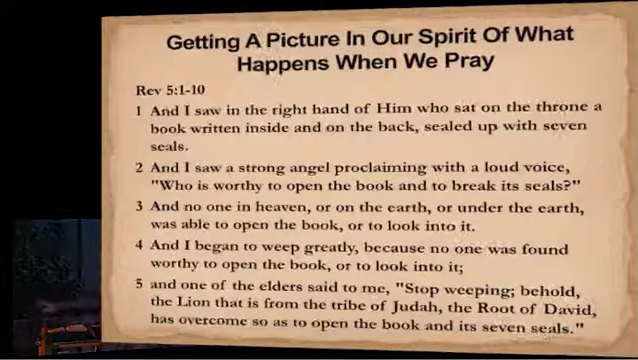 Getting A Picture In Our Spirit Of What
Happens When We Pray
Rev 5:1-10
1 And I saw in the right hand of Him who sat on the throne a
book written inside and on the back, sealed up with seven
seals.
2 And I saw a strong angel proclaiming with a loud voice,
"Who is worthy to open the book and to break its seals?"
3 And no one in heaven, or on the earth, or under the earth,
was able to open the book, or to look into it.
4 And I began to weep greatly, because no one was found
worthy to open the book, or to look into it;
5 and one of the elders said to me, "Stop weeping; behold,
the Lion that is from the tribe of Judah, the Root of David,
has overcome so as to open the book and its seven seals."